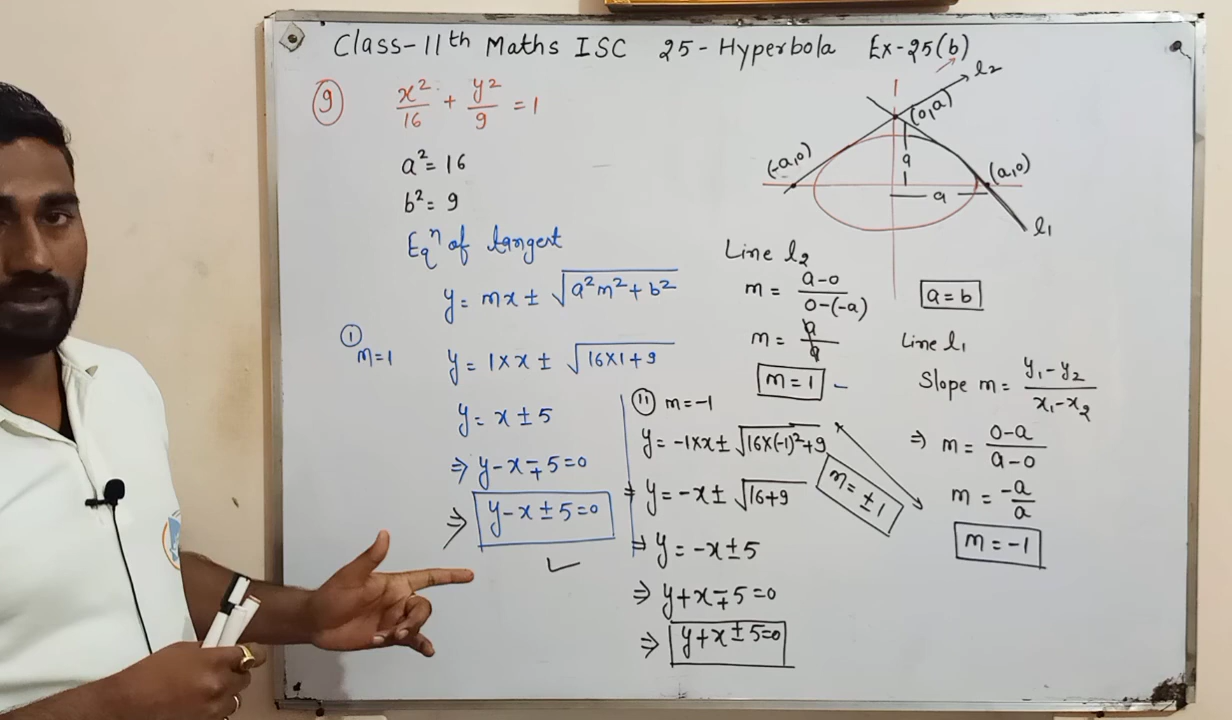 Class-11th Maths ISC 25-Hyperbola Ex-25(b)
⑨ x²/16 + y²/9 = 1
a² = 16
b² = 9
Eqⁿ of tangent
y = mx ± √(a²m² + b²)
① m=1 y = 1×x ± √(16×1+9)
y = x ± 5
⇒ y-x∓5=0
⇒ y-x±5=0
(ii) m=-1
y = -1×x ± √(16×(-1)²+9)
⇒ y = -x ± √(16+9)
⇒ y = -x±5
⇒ y+x∓5=0
⇒ y+x±5=0
m = ±1
Line l₂
m = (a-0)/(0-(-a))
m = a/a
m = 1
l₂
(0,a)
(-a,0)
(a,0)
a
a
l₁
a = b
Line l₁
Slope m = (y₁-y₂)/(x₁-x₂)
⇒ m = (0-a)/(a-0)
m = -a/a
m = -1